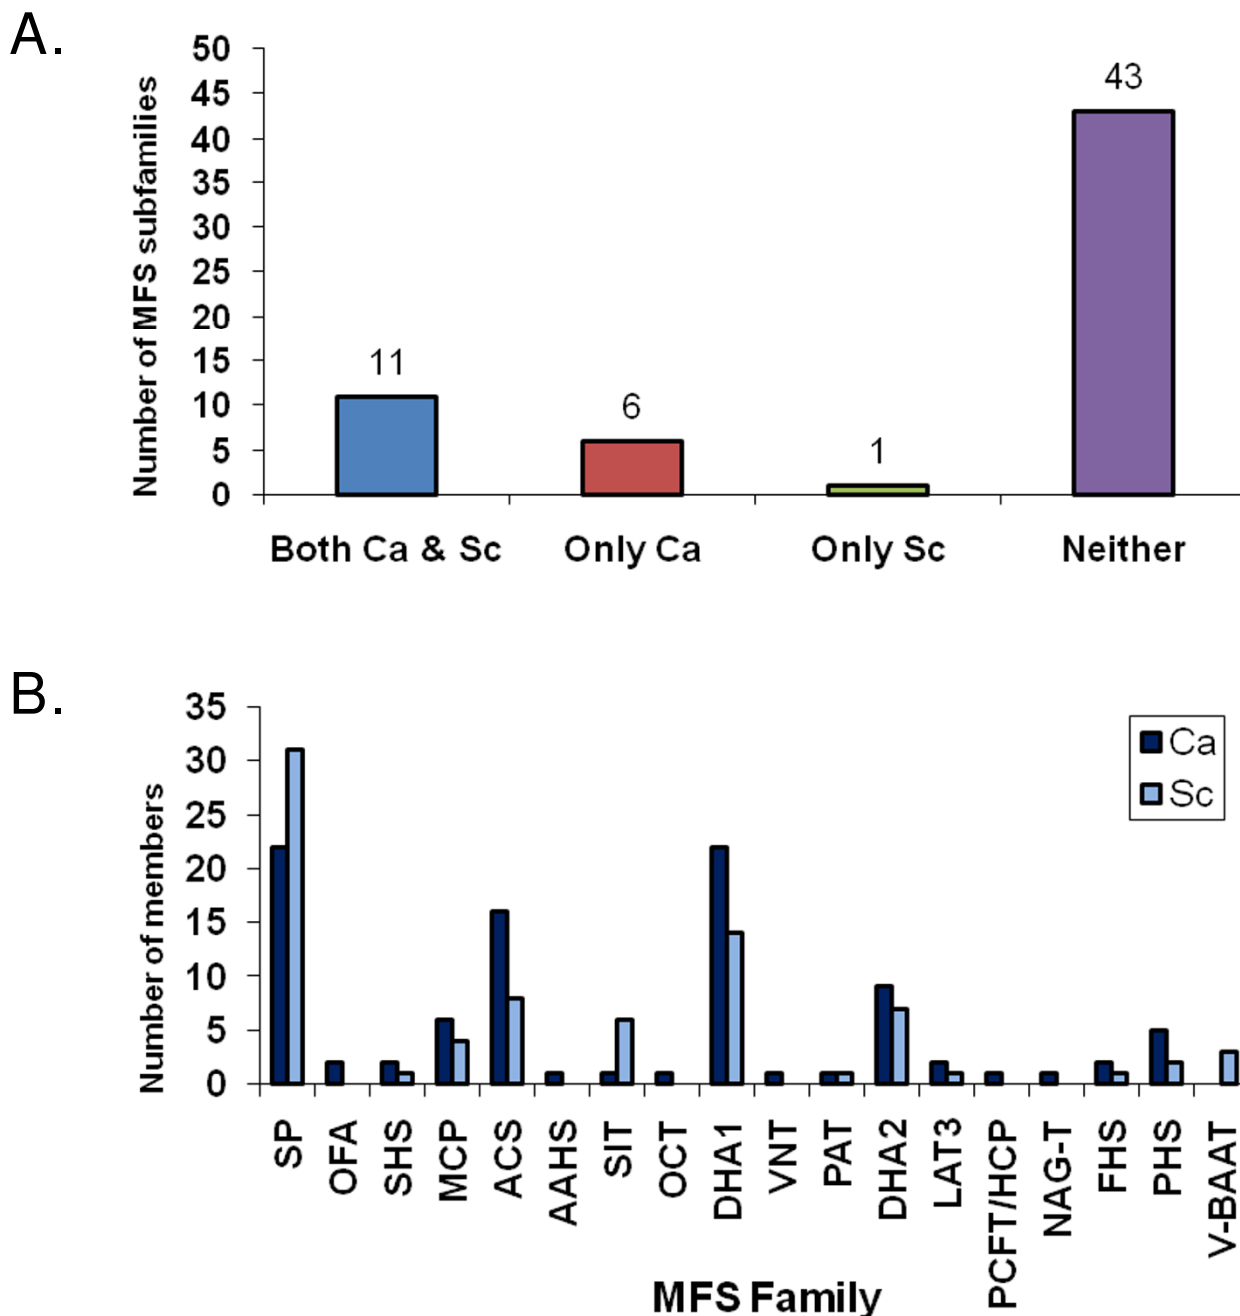 A.
Number of MFS subfamilies
50
45
40
35
30
25
20
15
10
5
0
11
6
1
43
Both Ca & Sc
Only Ca
Only Sc
Neither
B.
Number of members
35
30
25
20
15
10
5
0
Ca
Sc
SP
OFA
SHS
MCP
ACS
AAHS
SIT
OCT
DHA1
VNT
PAT
DHA2
LAT3
PCFT/HCP
NAG-T
FHS
PHS
V-BAAT
MFS Family